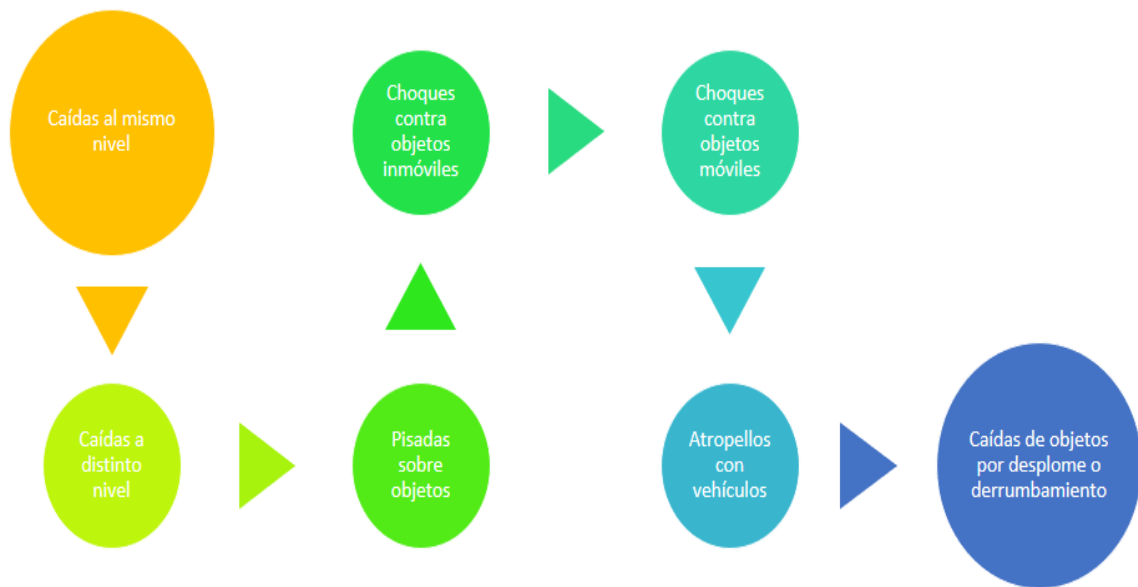 Caídas al mismo
nivel
Caídas a
distinto
nivel
Pisadas
sobre
objetos
Choques
contra
objetos
inmóviles
Choques
contra
objetos
móviles
Atropellos
con
vehículos
Caídas de objetos
por desplome o
derrumbamiento